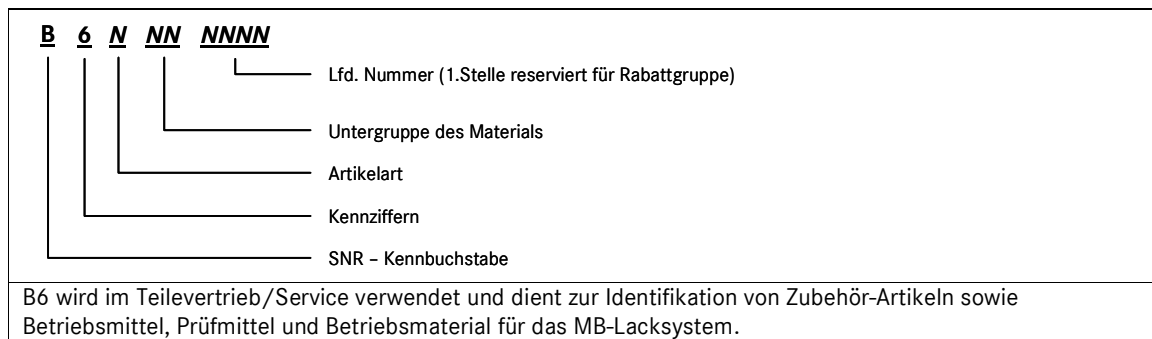 B 6 N NN NNNN
Lfd. Nummer (1.Stelle reserviert für Rabattgruppe)
Untergruppe des Materials
Artikelart
Kennziffern
SNR – Kennbuchstabe
B6 wird im Teilevertrieb/Service verwendet und dient zur Identifikation von Zubehör-Artikeln sowie
Betriebsmittel, Prüfmittel und Betriebsmaterial für das MB-Lacksystem.